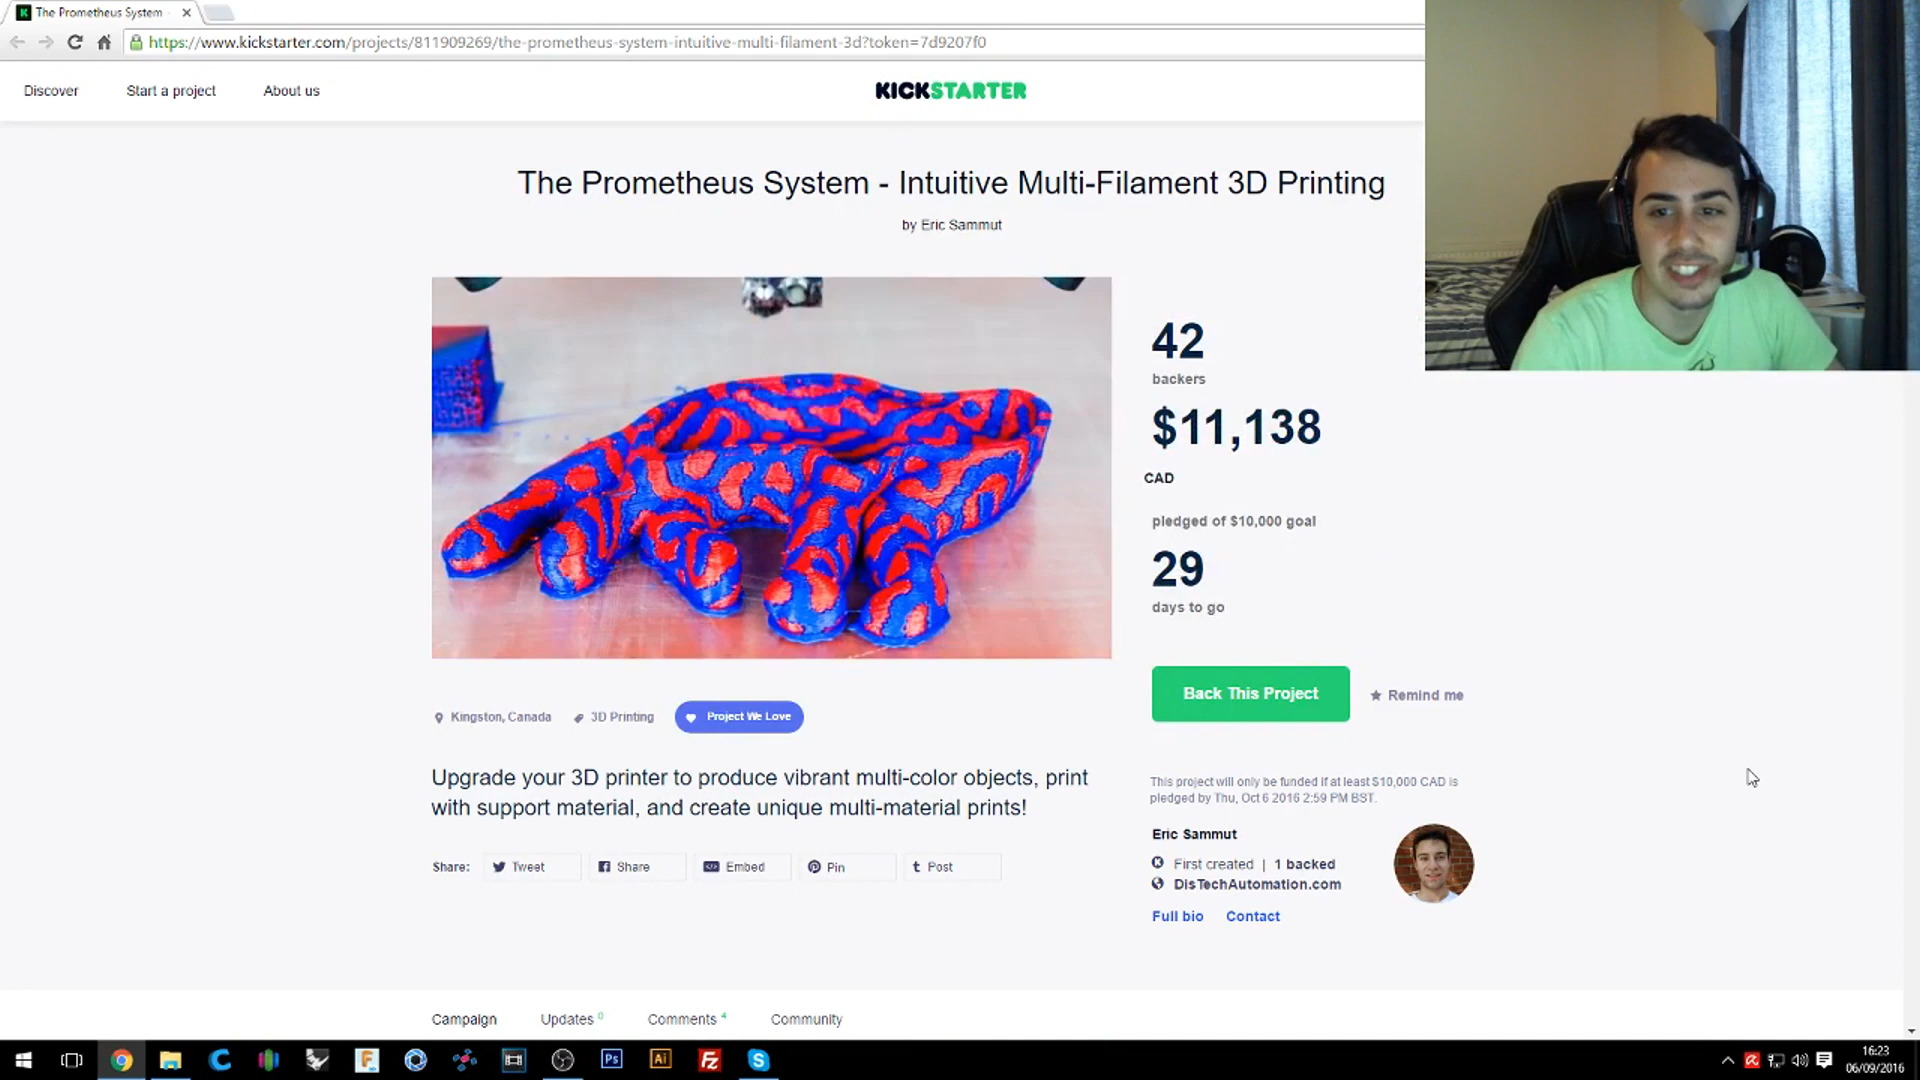 The Prometheus System
https://www.kickstarter.com/projects/811909269/the-prometheus-system-intuitive-multi-filament-3d?token=7d9207f0
Discover
Start a project
About us
KICKSTARTER
The Prometheus System - Intuitive Multi-Filament 3D Printing
by Eric Sammut
42
backers
$11,138
CAD
pledged of $10,000 goal
29
days to go
Back This Project
Remind me
Kingston, Canada
3D Printing
Project We Love
Upgrade your 3D printer to produce vibrant multi-color objects, print
with support material, and create unique multi-material prints!
This project will only be funded if at least $10,000 CAD is
pledged by Thu, Oct 6 2016 2:59 PM BST.
Eric Sammut
First created | 1 backed
DisTechAutomation.com
Full bio
Contact
Share:
Tweet
Share
Embed
Pin
Post
Campaign
Updates 0
Comments 4
Community
Ps
Ai
Fz
16:23
06/09/2016